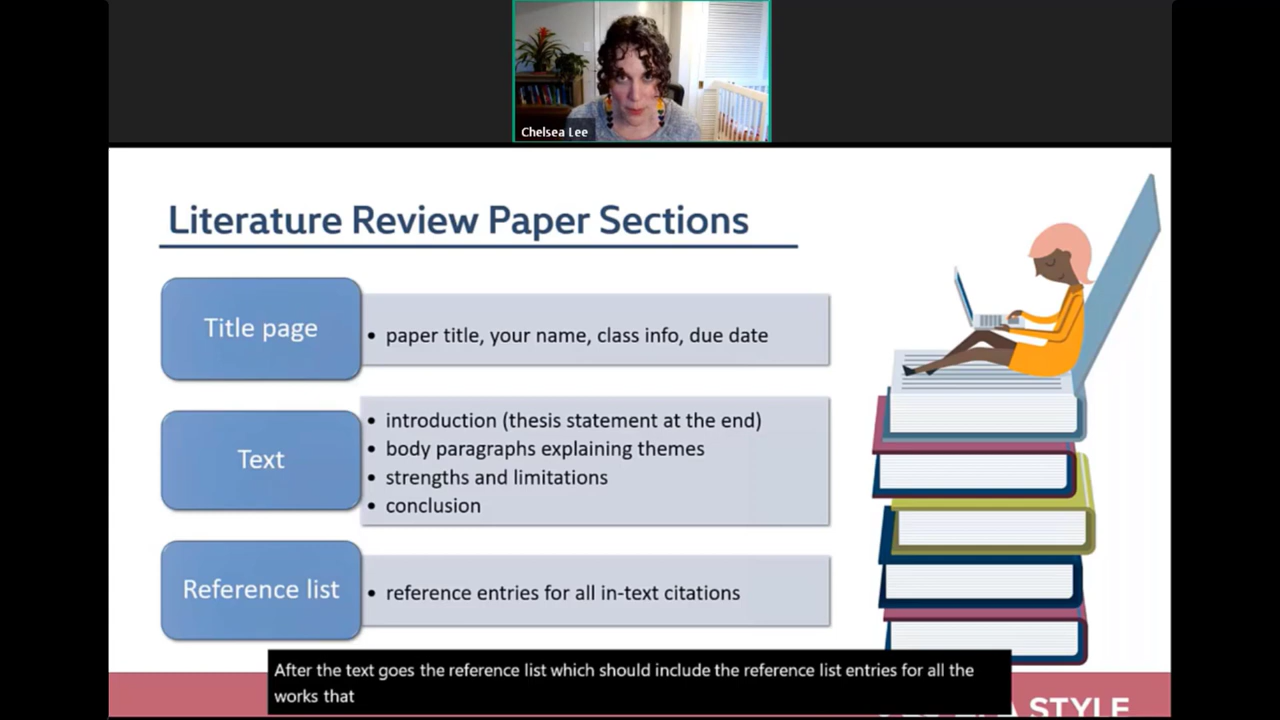 Chelsea Lee
Literature Review Paper Sections
Title page
• paper title, your name, class info, due date
Text
• introduction (thesis statement at the end)
• body paragraphs explaining themes
• strengths and limitations
• conclusion
Reference list
• reference entries for all in-text citations
After the text goes the reference list which should include the reference list entries for all the
works that
STYLE